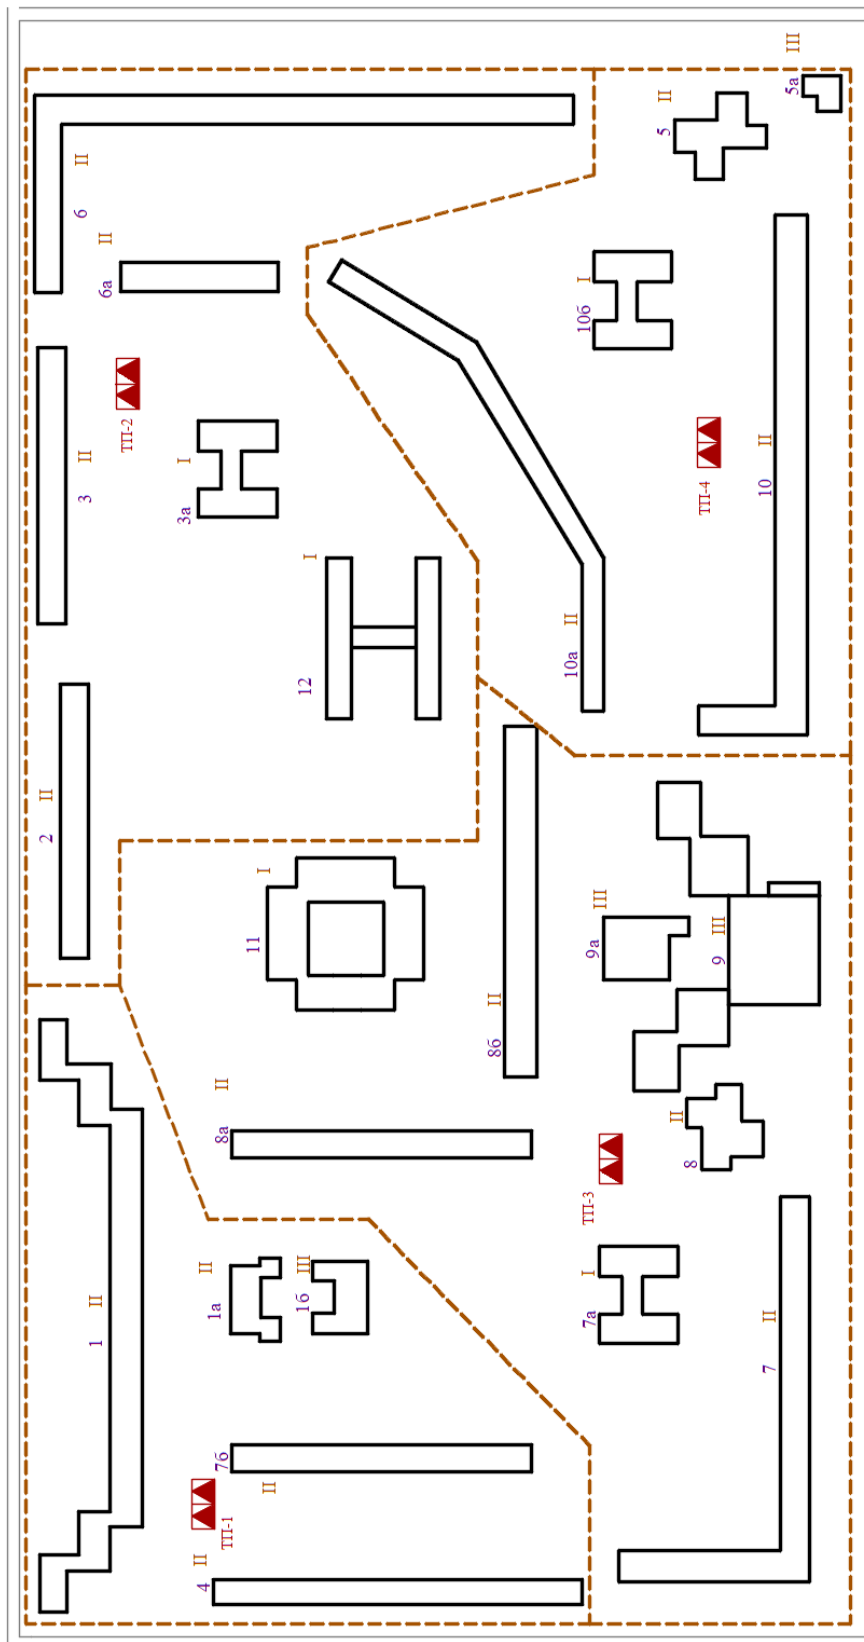 2 II
1 II
3 II
6 II
6а II
ТП-2
3а I
4 II
1а II
7б II
ТП-1
8а II
11 I
1б III
12 I
8б II
10а II
10б I
ТП-3
7а I
9а III
5 II
8 II
ТП-4
9 III
7 II
10 II
5а III